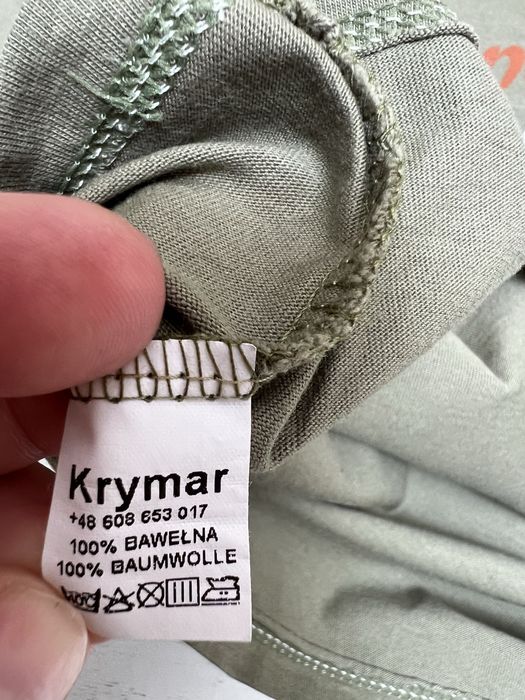 Krymar
+48 608 653 017
100% BAWEŁNA
100% BAUMWOLLE